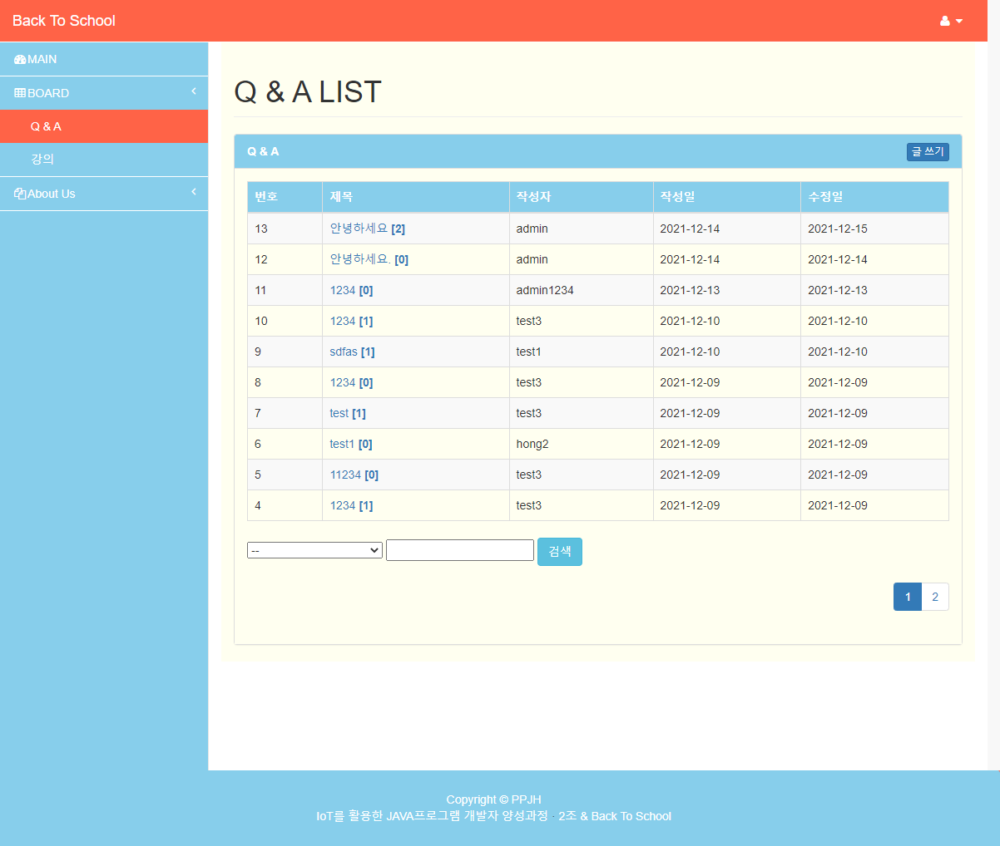 Back To School
MAIN
BOARD
Q & A
강의
About Us
Q & A LIST
Q & A
글 쓰기
번호 제목 작성자 작성일 수정일
13 안녕하세요 [2] admin 2021-12-14 2021-12-15
12 안녕하세요. [0] admin 2021-12-14 2021-12-14
11 1234 [0] admin1234 2021-12-13 2021-12-13
10 1234 [1] test3 2021-12-10 2021-12-10
9 sdfas [1] test1 2021-12-10 2021-12-10
8 1234 [0] test3 2021-12-09 2021-12-09
7 test [1] test3 2021-12-09 2021-12-09
6 test1 [0] hong2 2021-12-09 2021-12-09
5 11234 [0] test3 2021-12-09 2021-12-09
4 1234 [1] test3 2021-12-09 2021-12-09
-- 검색
1 2
Copyright © PPJH
IoT를 활용한 JAVA프로그램 개발자 양성과정 · 2조 & Back To School